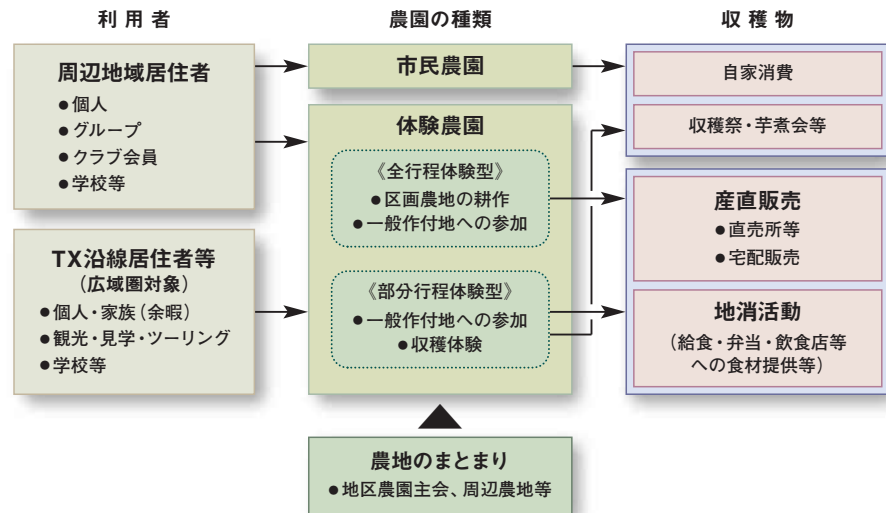 利用者
農園の種類
収穫物
周辺地域居住者
●個人
●グループ
●クラブ会員
●学校等
TX沿線居住者等
（広域圏対象）
●個人・家族（余暇）
●観光・見学・ツーリング
●学校等
市民農園
体験農園
《全行程体験型》
●区画農地の耕作
●一般作付地への参加
《部分行程体験型》
●一般作付地への参加
●収穫体験
農地のまとまり
●地区農園主会、周辺農地等
自家消費
収穫祭・芋煮会等
産直販売
●直売所等
●宅配販売
地消活動
（給食・弁当・飲食店等
への食材提供等）